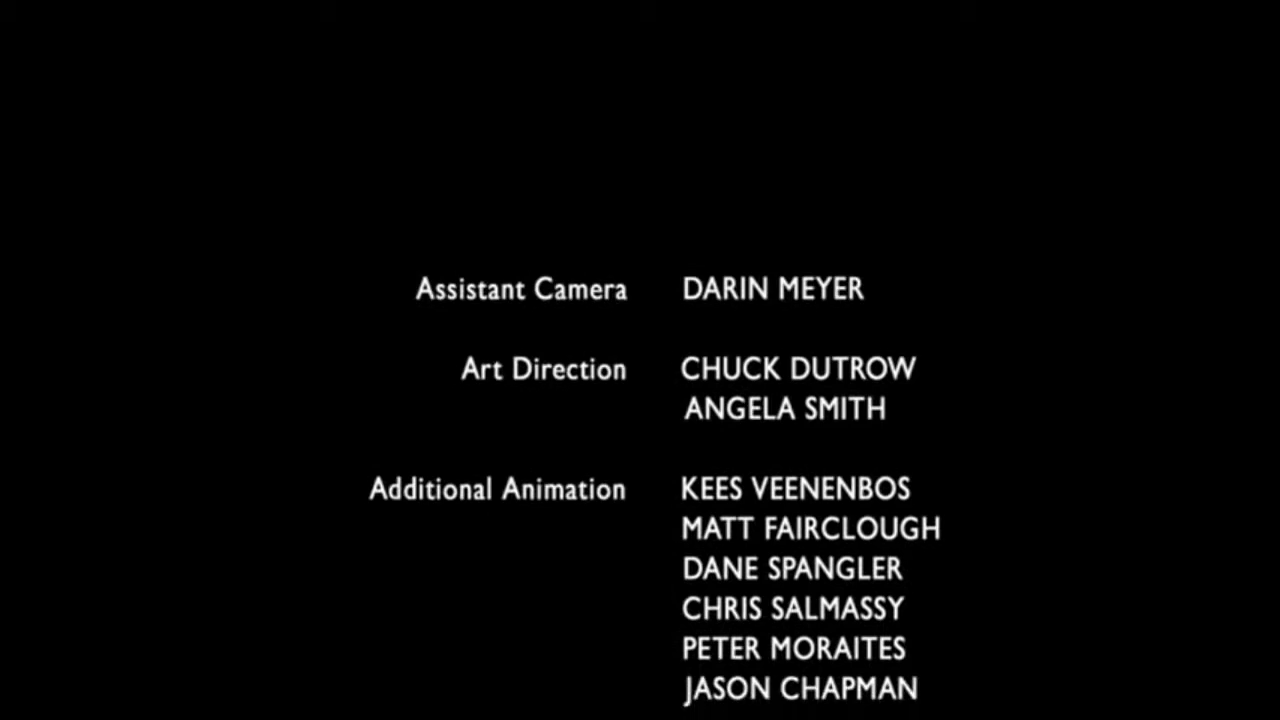 Assistant Camera DARIN MEYER
Art Direction CHUCK DUTROW
ANGELA SMITH
Additional Animation KEES VEENENBOS
MATT FAIRCLOUGH
DANE SPANGLER
CHRIS SALMASSY
PETER MORAITES
JASON CHAPMAN